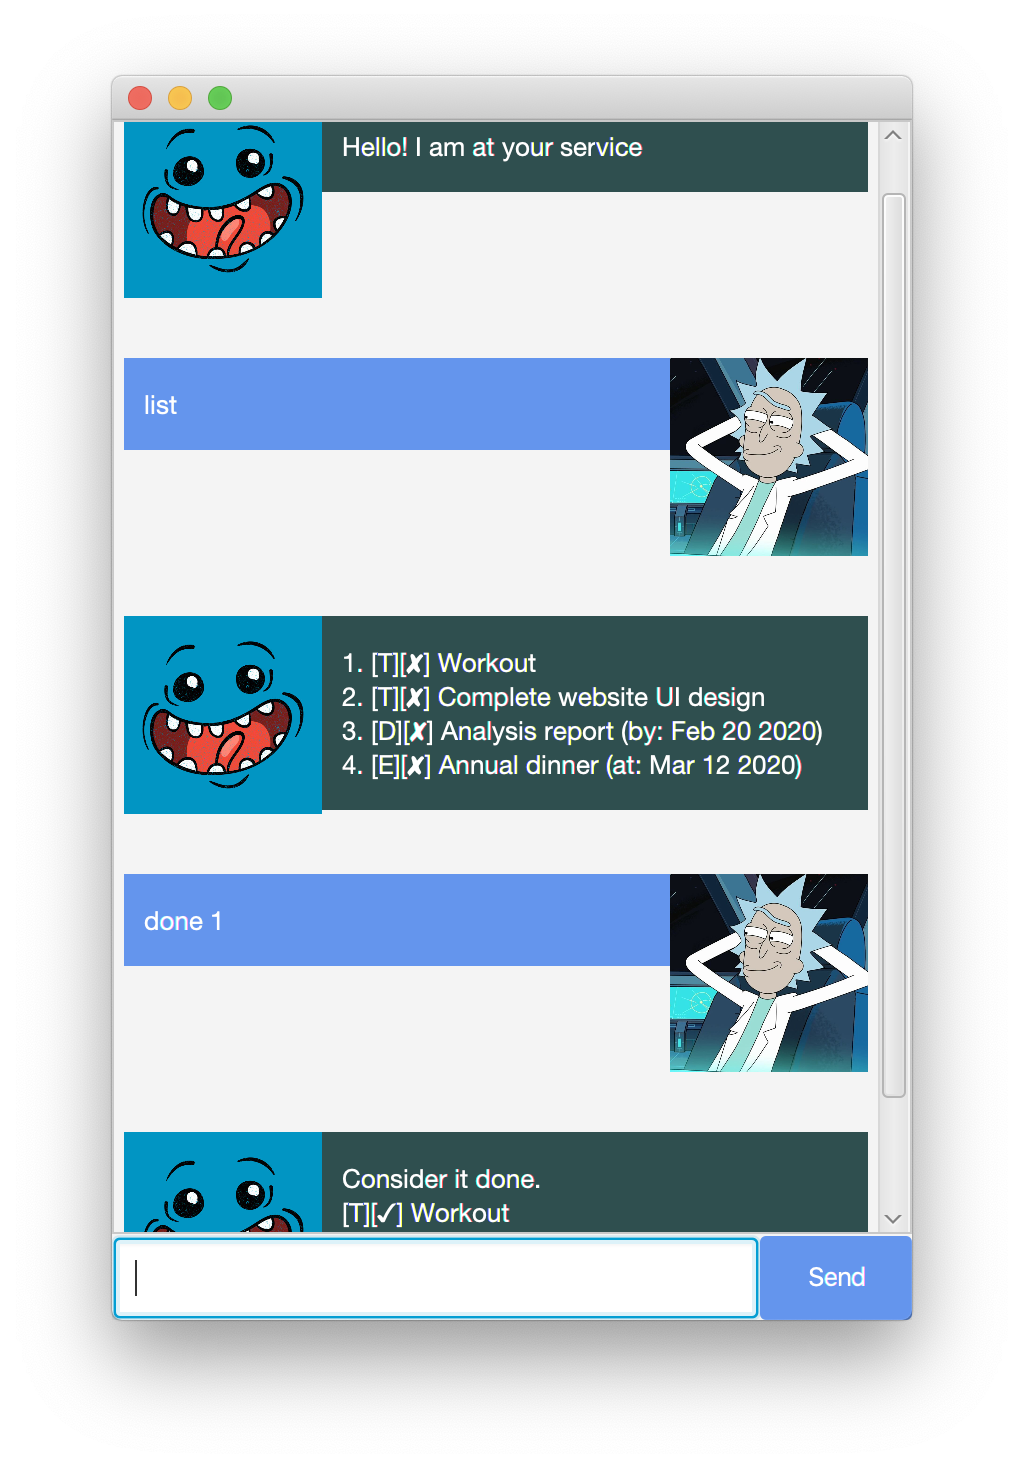 Hello! I am at your service
list
1. [T][✘] Workout
2. [T][✘] Complete website UI design
3. [D][✘] Analysis report (by: Feb 20 2020)
4. [E][✘] Annual dinner (at: Mar 12 2020)
done 1
Consider it done.
[T][✓] Workout
Send